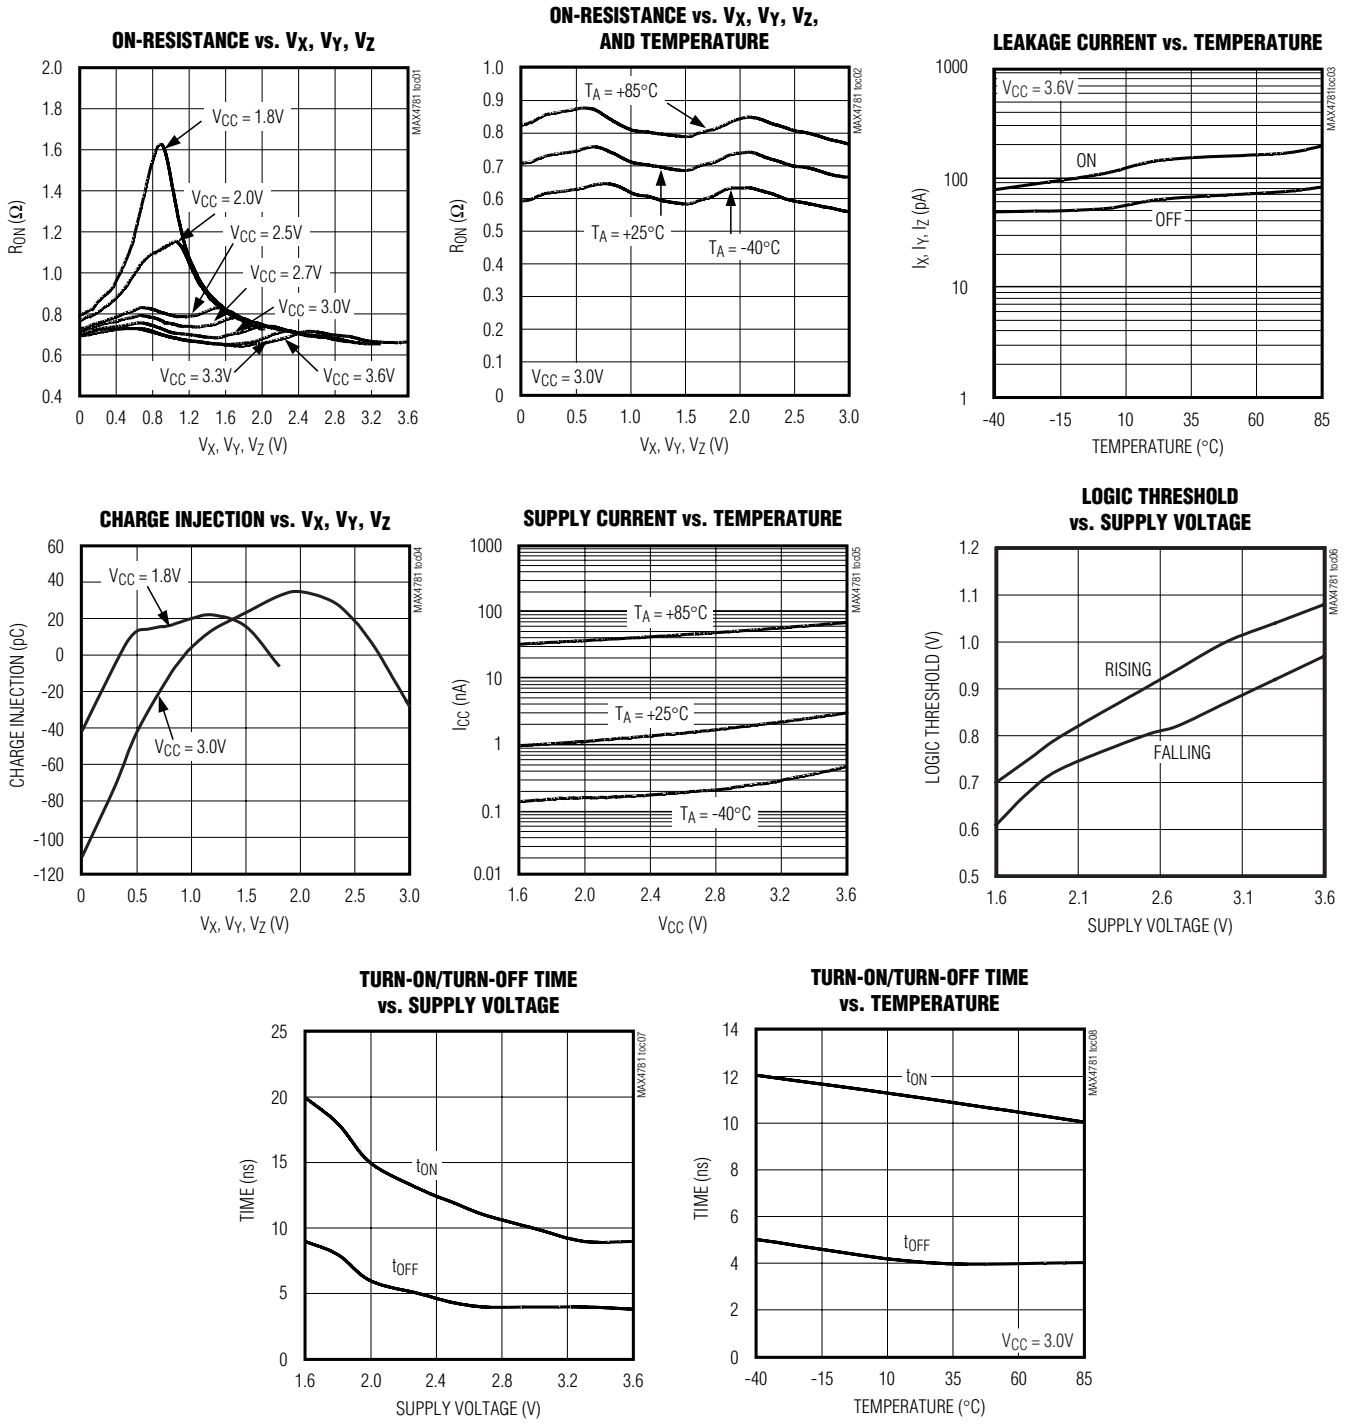 ON-RESISTANCE vs. VX, VY, VZ
MAX4781 toc01
RON (Ω)
2.0
1.8
1.6
1.4
1.2
1.0
0.8
0.6
0.4
VCC = 1.8V
VCC = 2.0V
VCC = 2.5V
VCC = 2.7V
VCC = 3.0V
VCC = 3.3V
VCC = 3.6V
0 0.4 0.8 1.2 1.6 2.0 2.4 2.8 3.2 3.6
VX, VY, VZ (V)
ON-RESISTANCE vs. VX, VY, VZ,
AND TEMPERATURE
MAX4781 toc02
RON (Ω)
1.0
0.9
0.8
0.7
0.6
0.5
0.4
0.3
0.2
0.1
0
TA = +85°C
TA = +25°C
TA = -40°C
VCC = 3.0V
0 0.5 1.0 1.5 2.0 2.5 3.0
VX, VY, VZ (V)
LEAKAGE CURRENT vs. TEMPERATURE
MAX4781toc03
IX, IY, IZ (pA)
1000
100
10
1
VCC = 3.6V
ON
OFF
-40 -15 10 35 60 85
TEMPERATURE (°C)
CHARGE INJECTION vs. VX, VY, VZ
MAX4781 toc04
CHARGE INJECTION (pC)
60
40
20
0
-20
-40
-60
-80
-100
-120
VCC = 1.8V
VCC = 3.0V
0 0.5 1.0 1.5 2.0 2.5 3.0
VX, VY, VZ (V)
SUPPLY CURRENT vs. TEMPERATURE
MAX4781 toc05
ICC (nA)
1000
100
10
1
0.1
0.01
TA = +85°C
TA = +25°C
TA = -40°C
1.6 2.0 2.4 2.8 3.2 3.6
VCC (V)
LOGIC THRESHOLD
vs. SUPPLY VOLTAGE
MAX4781 toc06
LOGIC THRESHOLD (V)
1.2
1.1
1.0
0.9
0.8
0.7
0.6
0.5
RISING
FALLING
1.6 2.1 2.6 3.1 3.6
SUPPLY VOLTAGE (V)
TURN-ON/TURN-OFF TIME
vs. SUPPLY VOLTAGE
MAX4781 toc07
TIME (ns)
25
20
15
10
5
0
tON
tOFF
1.6 2.0 2.4 2.8 3.2 3.6
SUPPLY VOLTAGE (V)
TURN-ON/TURN-OFF TIME
vs. TEMPERATURE
MAX4781 toc08
TIME (ns)
14
12
10
8
6
4
2
0
tON
tOFF
VCC = 3.0V
-40 -15 10 35 60 85
TEMPERATURE (°C)